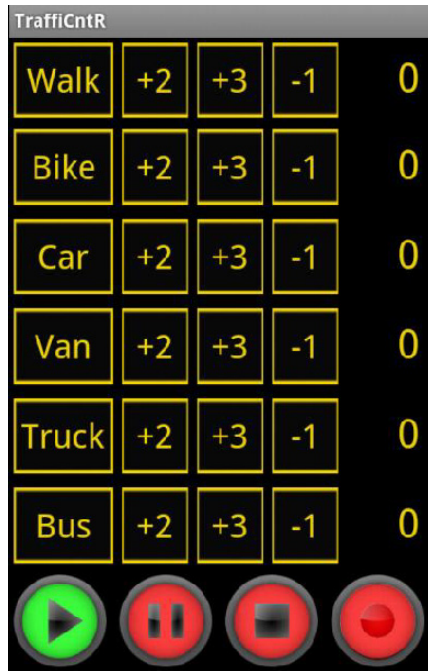 TraffiCntR
Walk +2 +3 -1 0
Bike +2 +3 -1 0
Car +2 +3 -1 0
Van +2 +3 -1 0
Truck +2 +3 -1 0
Bus +2 +3 -1 0